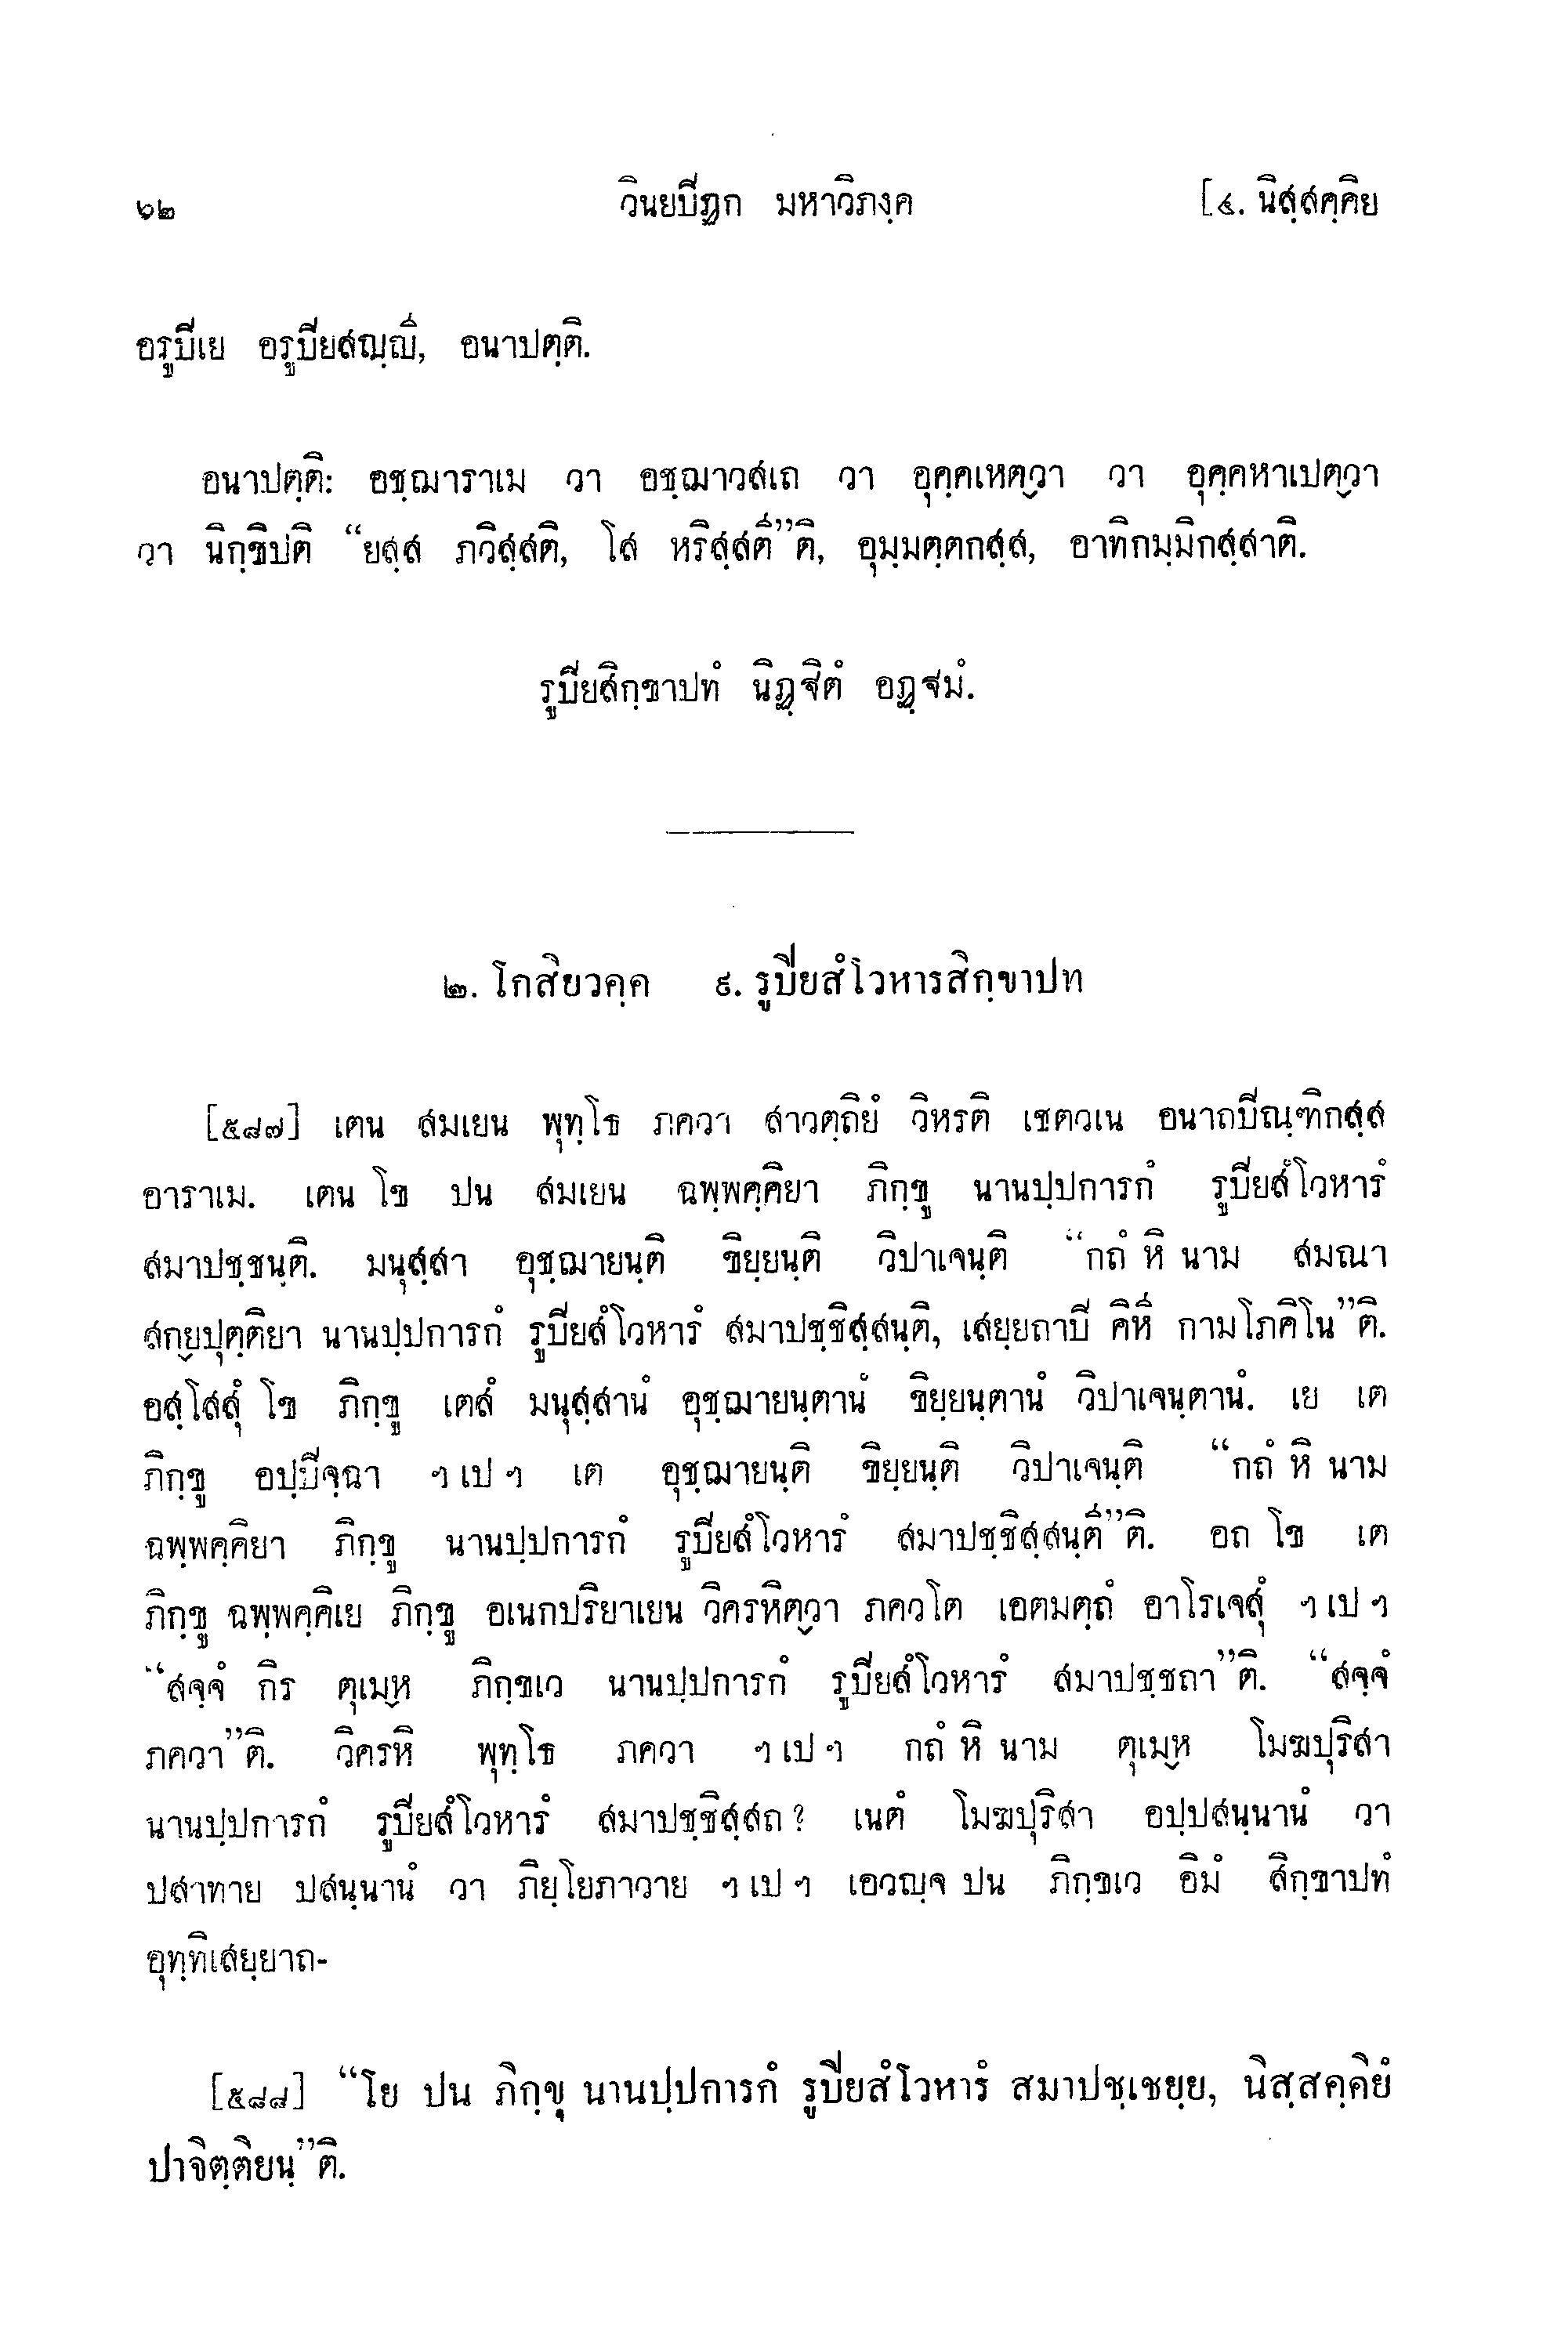 ๖๒ วินยปีฏก มหาวิภงฺค [๔. นิสฺสคฺคิย
อรูปีเย อรูปียสญฺญี, อนาปตฺติ.
อนาปตฺติ: อชฺฌาราเม วา อชฺฌาวสเถ วา อุคฺคเหตฺวา วา อุคฺคหาเปตฺวา
วา นิกฺขิปติ “ยสฺส ภวิสฺสติ, โส หริสฺสตี”ติ, อุมฺมตฺตกสฺส, อาทิกมฺมิกสฺสาติ.
รูปียสิกฺขาปทํ นิฏฺฐิตํ อฏฺฐมํ.
๒. โกสิยวคฺค ๙. รูปียสํโวหารสิกฺขาปท
[๕๘๗] เตน สมเยน พุทฺโธ ภควา สาวตฺถิยํ วิหรติ เชตวเน อนาถปีณฺฑิกสฺส
อาราเม. เตน โข ปน สมเยน ฉพฺพคฺคิยา ภิกฺขู นานปฺปการกํ รูปียสํโวหารํ
สมาปชฺชนฺติ. มนุสฺสา อุชฺฌายนฺติ ขิยฺยนฺติ วิปาเจนฺติ “กถํ หิ นาม สมณา
สกฺยปุตฺติยา นานปฺปการกํ รูปียสํโวหารํ สมาปชฺชิสฺสนฺติ, เสยฺยถาปี คิหี กามโภคิโน”ติ.
อสฺโสสุํ โข ภิกฺขู เตสํ มนุสฺสานํ อุชฺฌายนฺตานํ ขิยฺยนฺตานํ วิปาเจนฺตานํ. เย เต
ภิกฺขู อปฺปีจฺฉา ฯ เป ฯ เต อุชฺฌายนฺติ ขิยฺยนฺติ วิปาเจนฺติ “กถํ หิ นาม
ฉพฺพคฺคิยา ภิกฺขู นานปฺปการกํ รูปียสํโวหารํ สมาปชฺชิสฺสนฺตี”ติ. อถ โข เต
ภิกฺขู ฉพฺพคฺคิเย ภิกฺขู อเนกปริยาเยน วิครหิตฺวา ภควโต เอตมตฺถํ อาโรเจสุํ ฯ เป ฯ
“สจฺจํ กิร ตุเมฺห ภิกฺขเว นานปฺปการกํ รูปียสํโวหารํ สมาปชฺชถา”ติ. “สจฺจํ
ภควา”ติ. วิครหิ พุทฺโธ ภควา ฯ เป ฯ กถํ หิ นาม ตุเมฺห โมฆปุริสา
นานปฺปการกํ รูปียสํโวหารํ สมาปชฺชิสฺสถ? เนตํ โมฆปุริสา อปฺปสนฺนานํ วา
ปสาทาย ปสนฺนานํ วา ภิยฺโยภาวาย ฯ เป ฯ เอวญฺจ ปน ภิกฺขเว อิมํ สิกฺขาปทํ
อุทฺทิเสยฺยาถ-
[๕๘๘] “โย ปน ภิกฺขุ นานปฺปการกํ รูปียสํโวหารํ สมาปชฺเชยฺย, นิสฺสคฺคิยํ
ปาจิตฺติยนฺ”ติ.